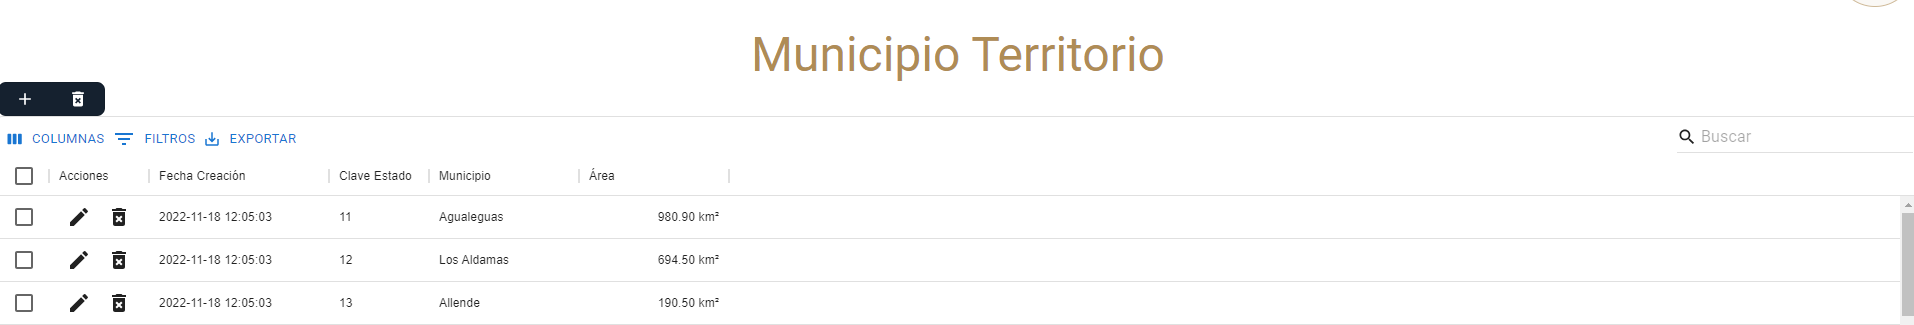 Municipio Territorio
COLUMNAS FILTROS EXPORTAR Buscar
Acciones Fecha Creación Clave Estado Municipio Área
2022-11-18 12:05:03 11 Agualeguas 980.90 km²
2022-11-18 12:05:03 12 Los Aldamas 694.50 km²
2022-11-18 12:05:03 13 Allende 190.50 km²